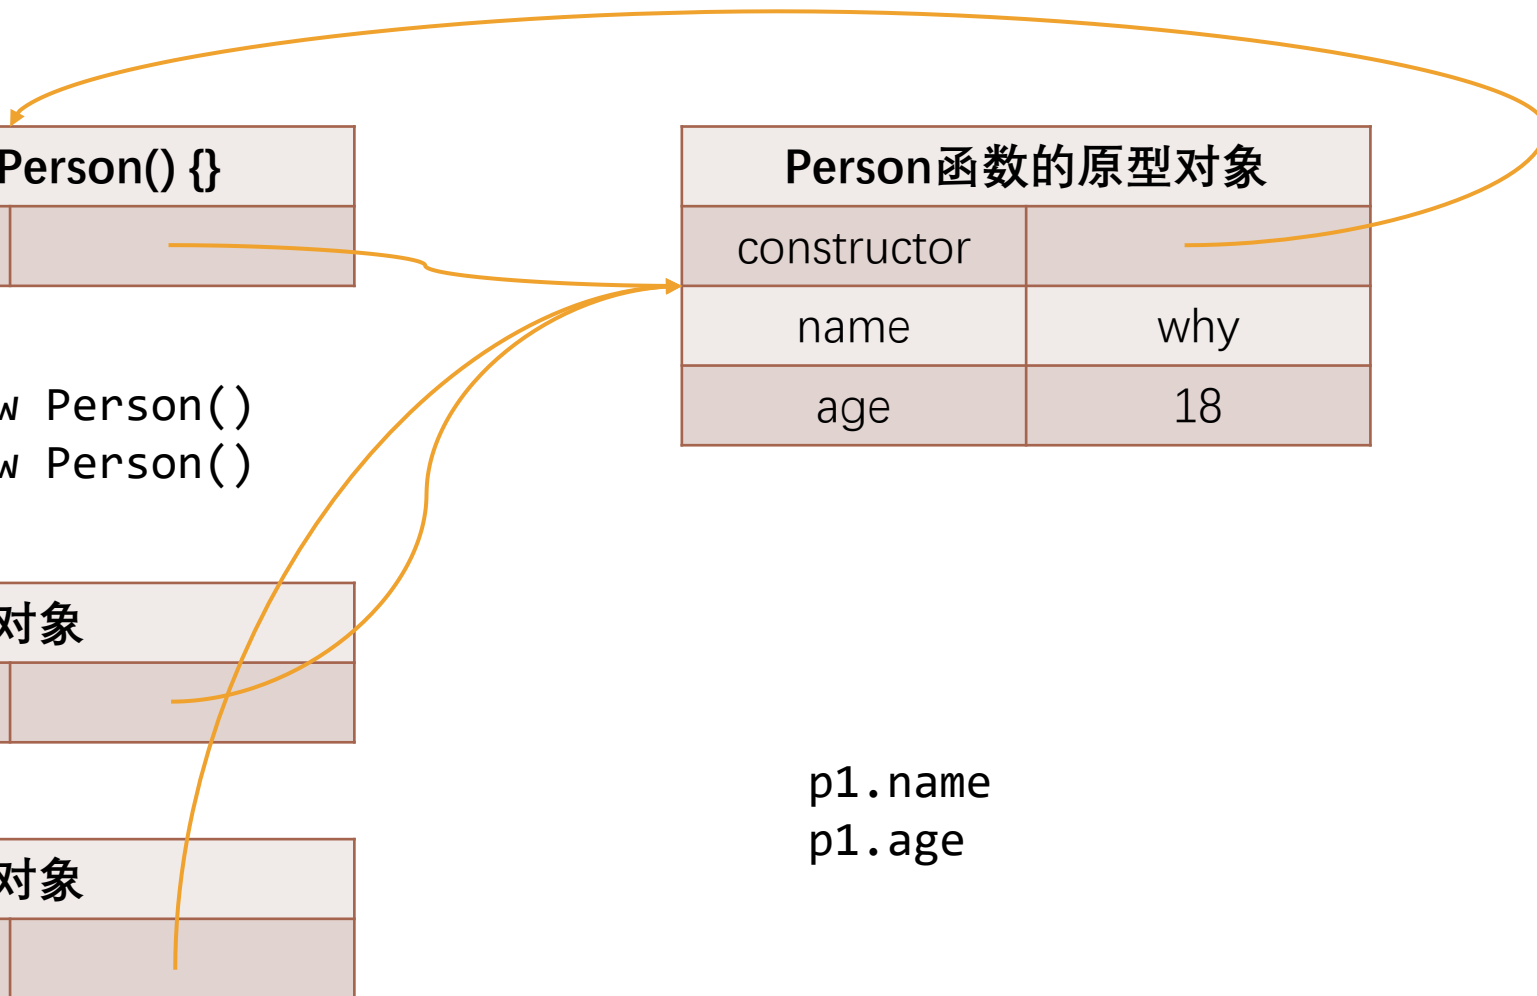 Person() {}
Person函数的原型对象
constructor
name why
age 18
w Person()
w Person()
对象
对象
p1.name
p1.age